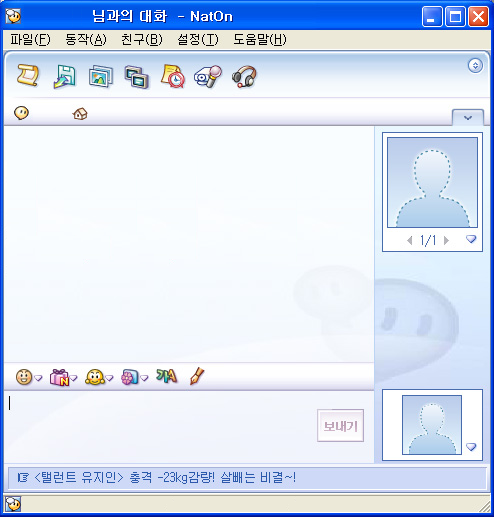 님과의 대화 - NatOn
파일(F) 동작(A) 친구(B) 설정(T) 도움말(H)
1/1
가A
보내기
☞ <탤런트 유지인> 충격 -23kg감량! 살빼는 비결~!